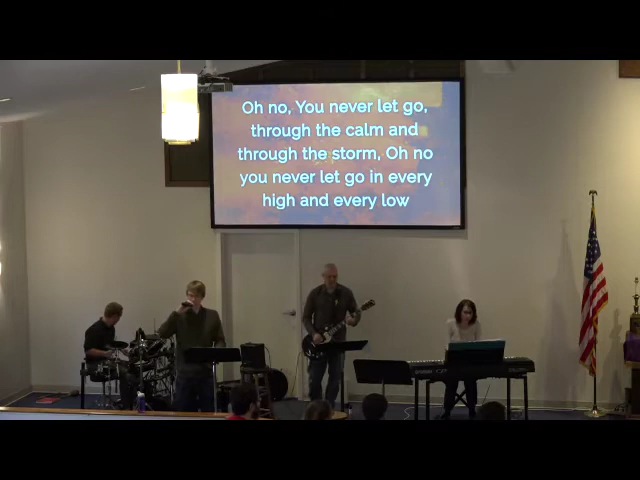 Oh no, You never let go,
through the calm and
through the storm, Oh no
you never let go in every
high and every low